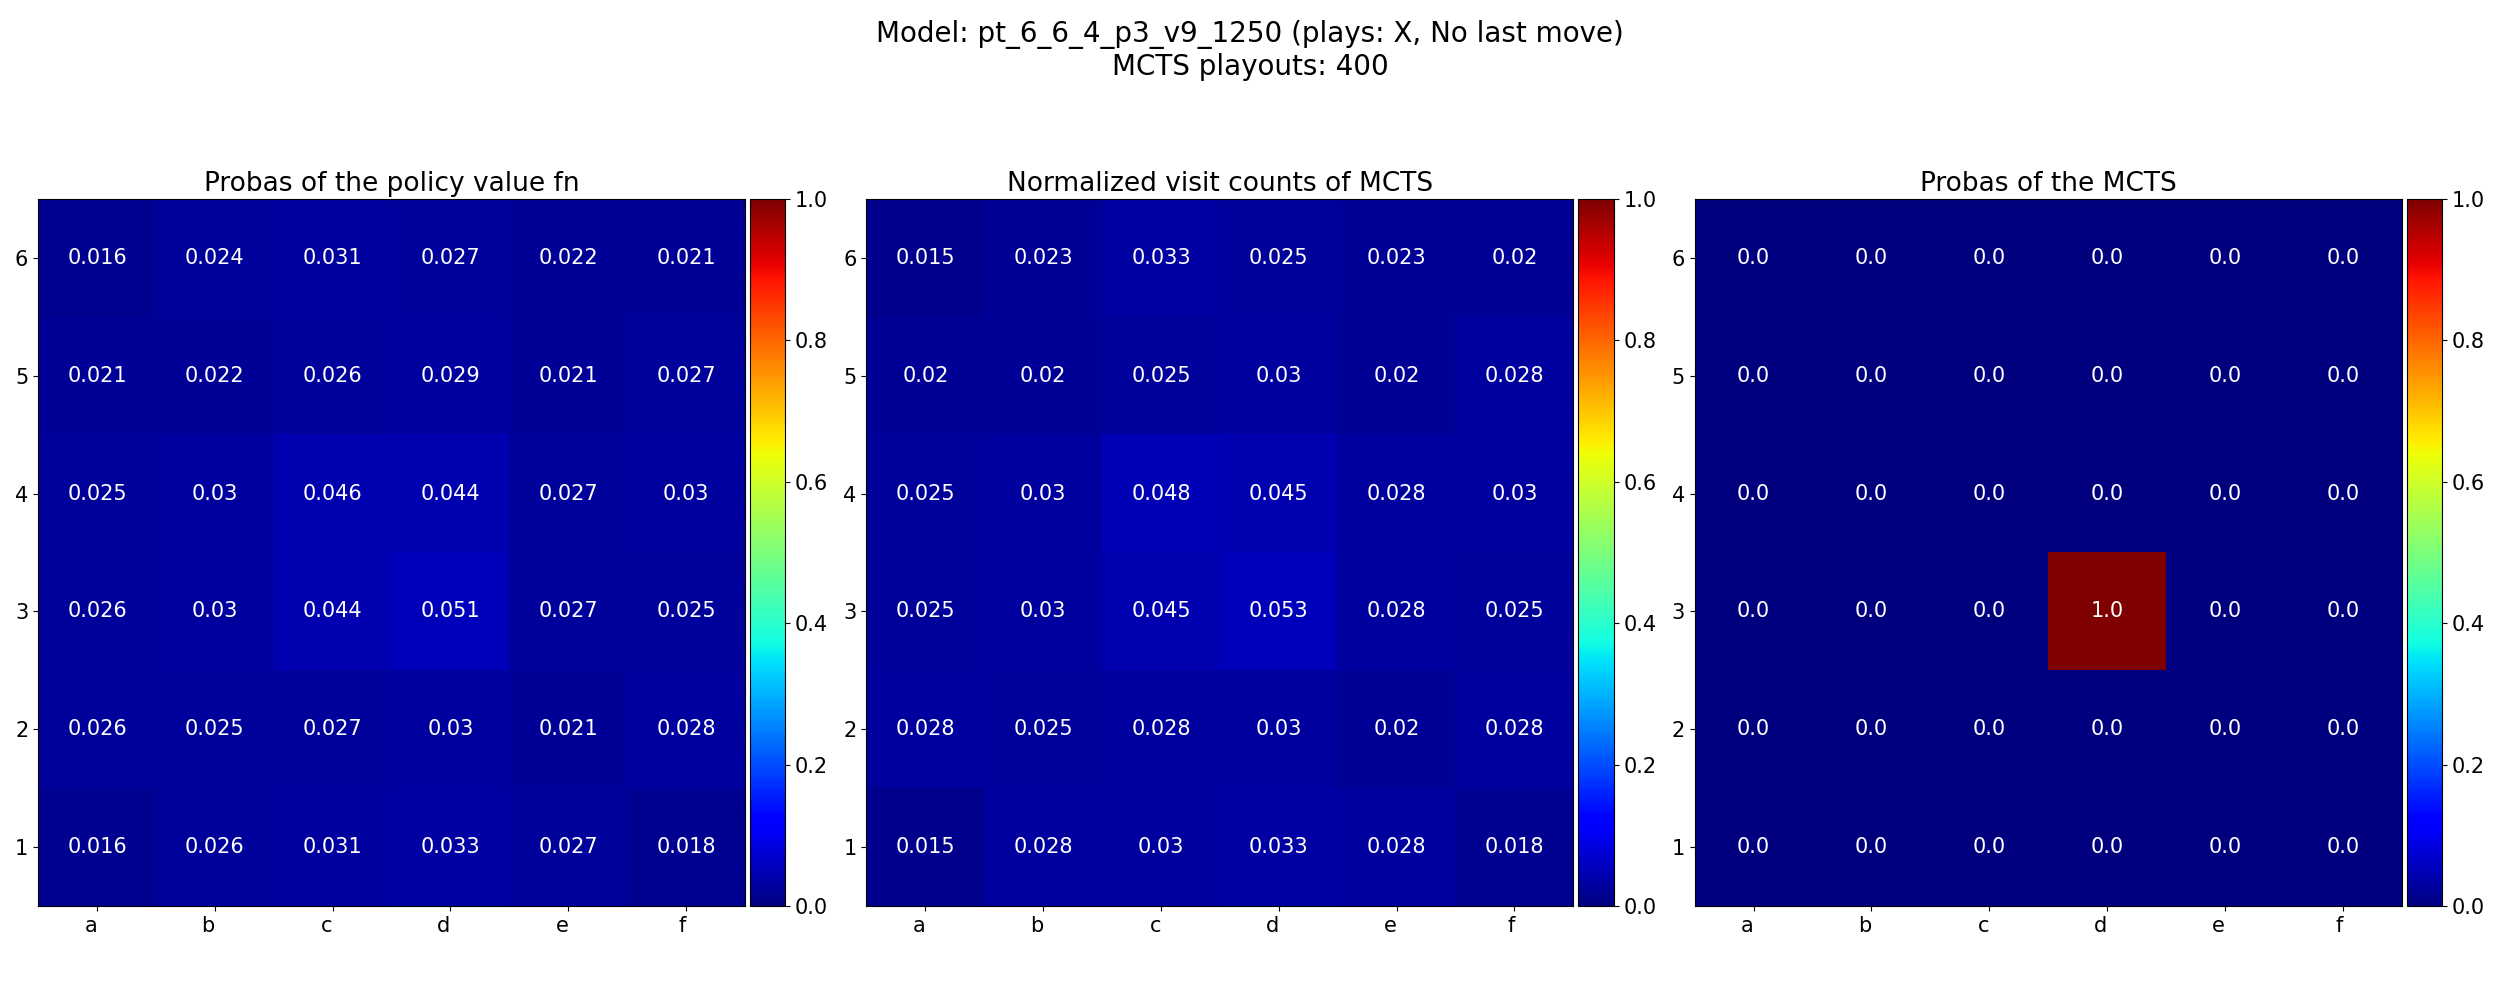 Model: pt_6_6_4_p3_v9_1250 (plays: X, No last move)
MCTS playouts: 400
Probas of the policy value fn
1.0
6 0.016 0.024 0.031 0.027 0.022 0.021
0.8
5 0.021 0.022 0.026 0.029 0.021 0.027
0.6
4 0.025 0.03 0.046 0.044 0.027 0.03
0.4
3 0.026 0.03 0.044 0.051 0.027 0.025
0.2
2 0.026 0.025 0.027 0.03 0.021 0.028
1 0.016 0.026 0.031 0.033 0.027 0.018
0.0
a b c d e f
Normalized visit counts of MCTS
1.0
6 0.015 0.023 0.033 0.025 0.023 0.02
0.8
5 0.02 0.02 0.025 0.03 0.02 0.028
0.6
4 0.025 0.03 0.048 0.045 0.028 0.03
0.4
3 0.025 0.03 0.045 0.053 0.028 0.025
0.2
2 0.028 0.025 0.028 0.03 0.02 0.028
1 0.015 0.028 0.03 0.033 0.028 0.018
0.0
a b c d e f
Probas of the MCTS
1.0
6 0.0 0.0 0.0 0.0 0.0 0.0
0.8
5 0.0 0.0 0.0 0.0 0.0 0.0
0.6
4 0.0 0.0 0.0 0.0 0.0 0.0
0.4
3 0.0 0.0 0.0 1.0 0.0 0.0
0.2
2 0.0 0.0 0.0 0.0 0.0 0.0
1 0.0 0.0 0.0 0.0 0.0 0.0
0.0
a b c d e f